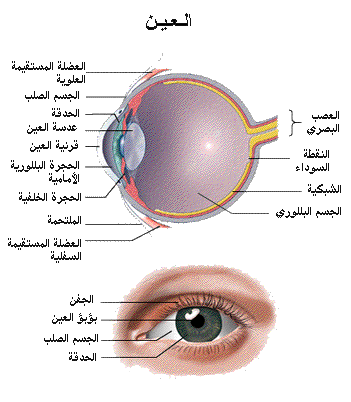 العين
العضلة المستقيمة
العلوية
الجسم الصلب
الحدقة
عدسة العين
قرنية العين
الحجرة البللورية
الأمامية
الحجرة الخلفية
الملتحمة
العضلة المستقيمة
السفلية
العصب
البصري
النقطة
السوداء
الشبكية
الجسم البللوري
الجفن
بؤبؤ العين
الجسم الصلب
الحدقة